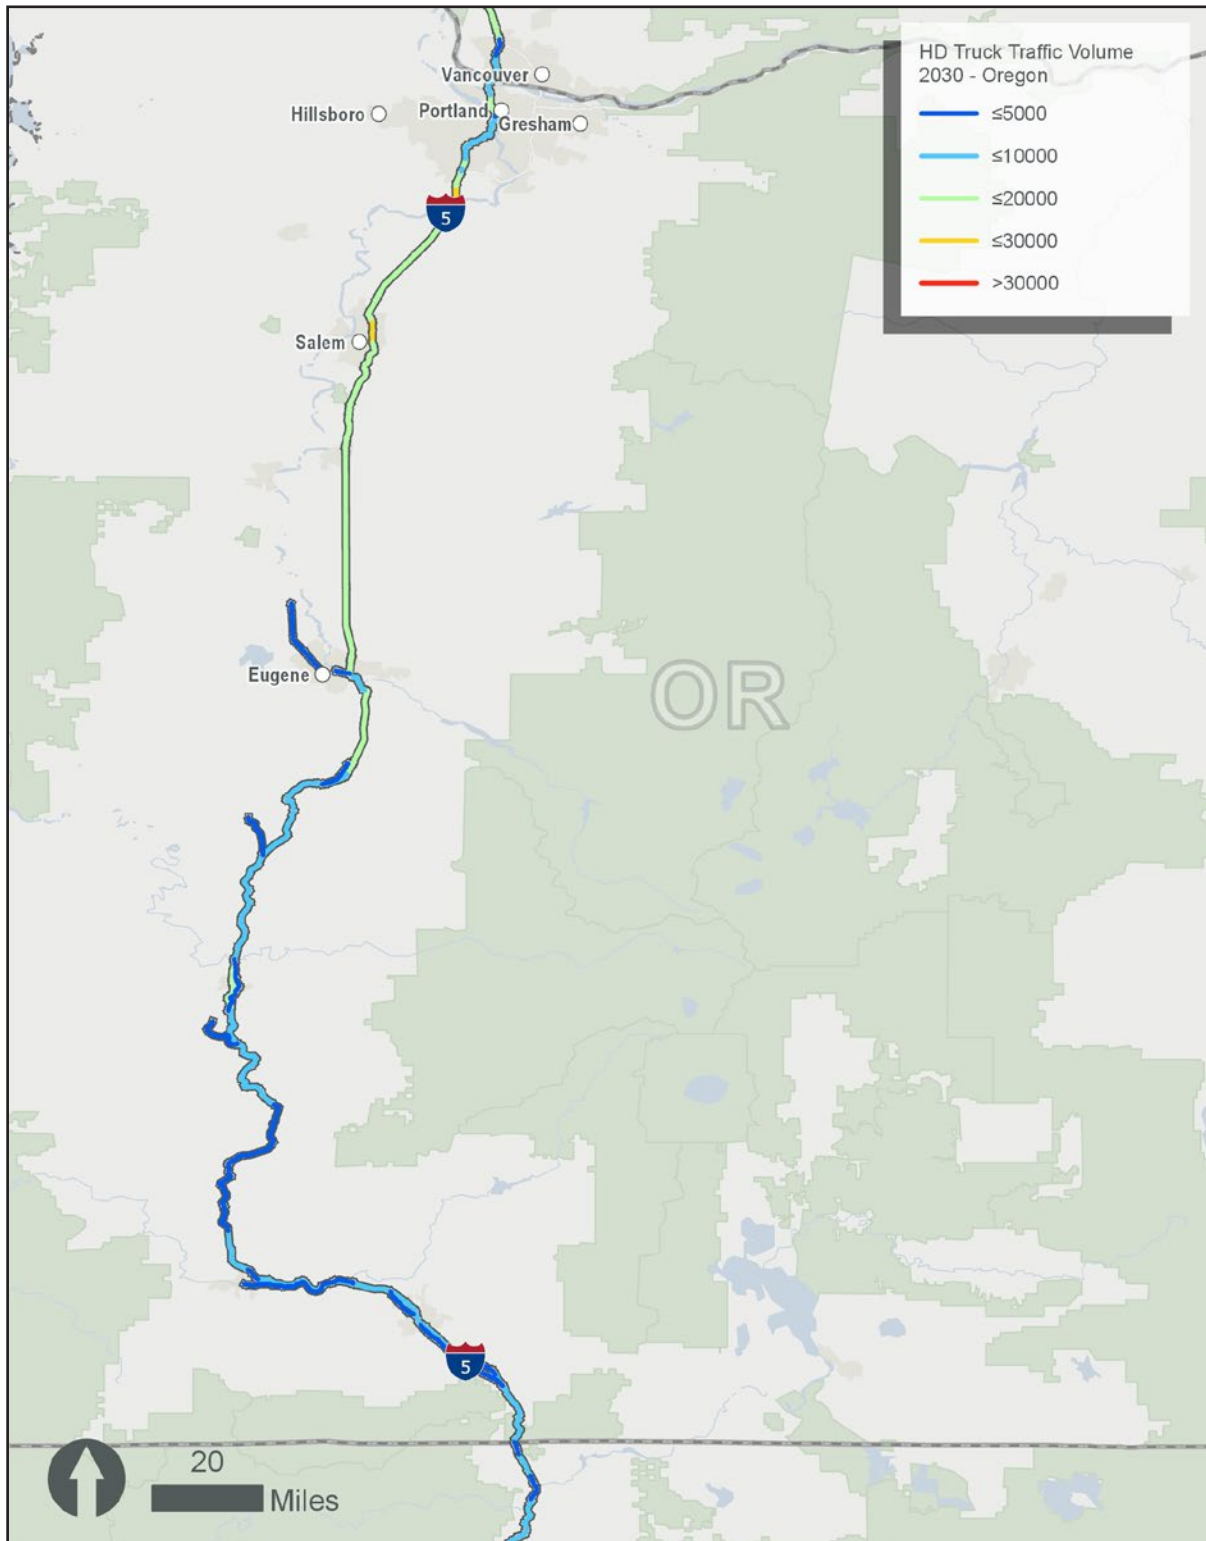 HD Truck Traffic Volume
2030 - Oregon
≤5000
≤10000
≤20000
≤30000
>30000
Vancouver
Hillsboro
Portland
Gresham
5
Salem
Eugene
OR
5
20
Miles